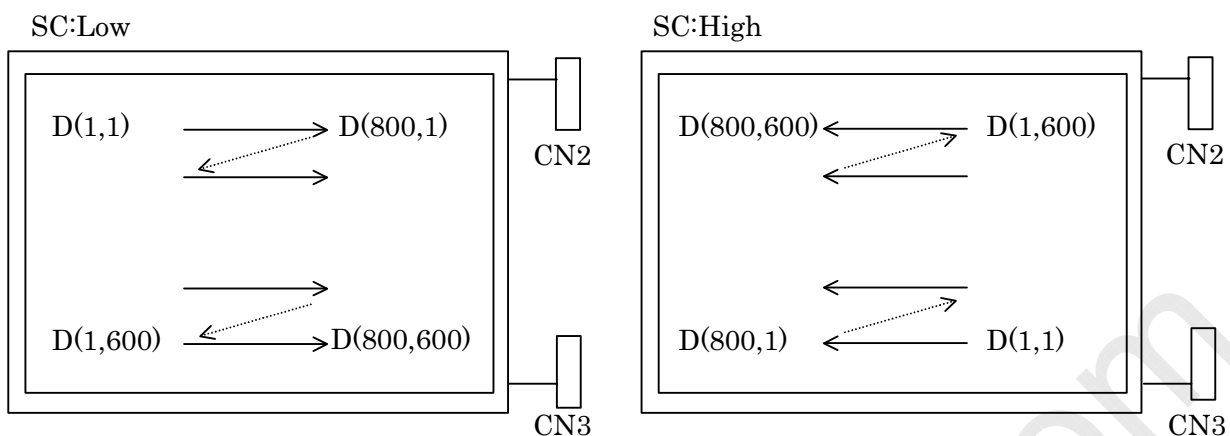 SC:Low
D(1,1) D(800,1)
CN2
D(1,600) D(800,600)
CN3
SC:High
D(800,600) D(1,600)
CN2
D(800,1) D(1,1)
CN3